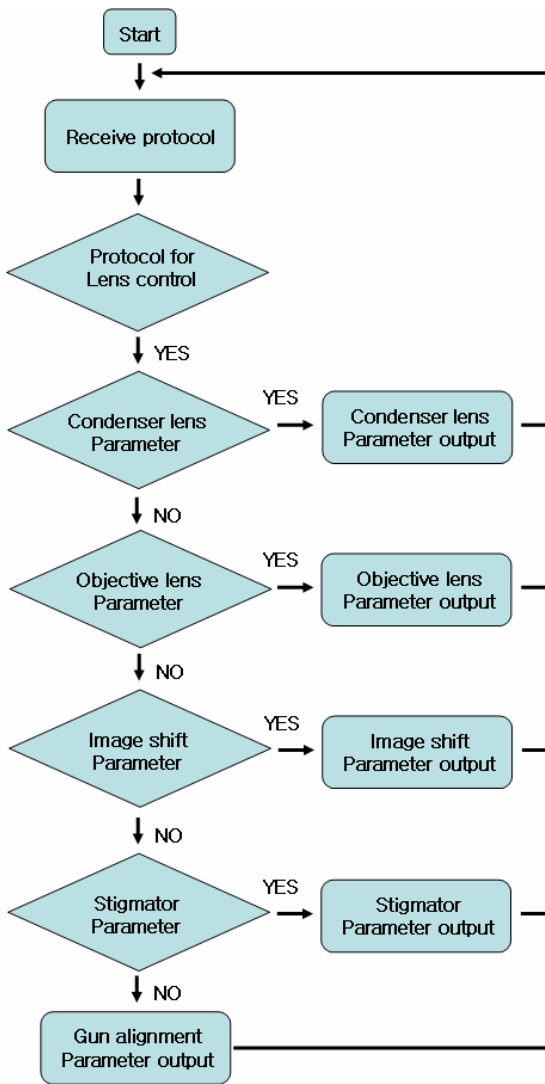 Start
Receive protocol
Protocol for
Lens control
YES
Condenser lens
Parameter
YES
Condenser lens
Parameter output
NO
Objective lens
Parameter
YES
Objective lens
Parameter output
NO
Image shift
Parameter
YES
Image shift
Parameter output
NO
Stigmator
Parameter
YES
Stigmator
Parameter output
NO
Gun alignment
Parameter output